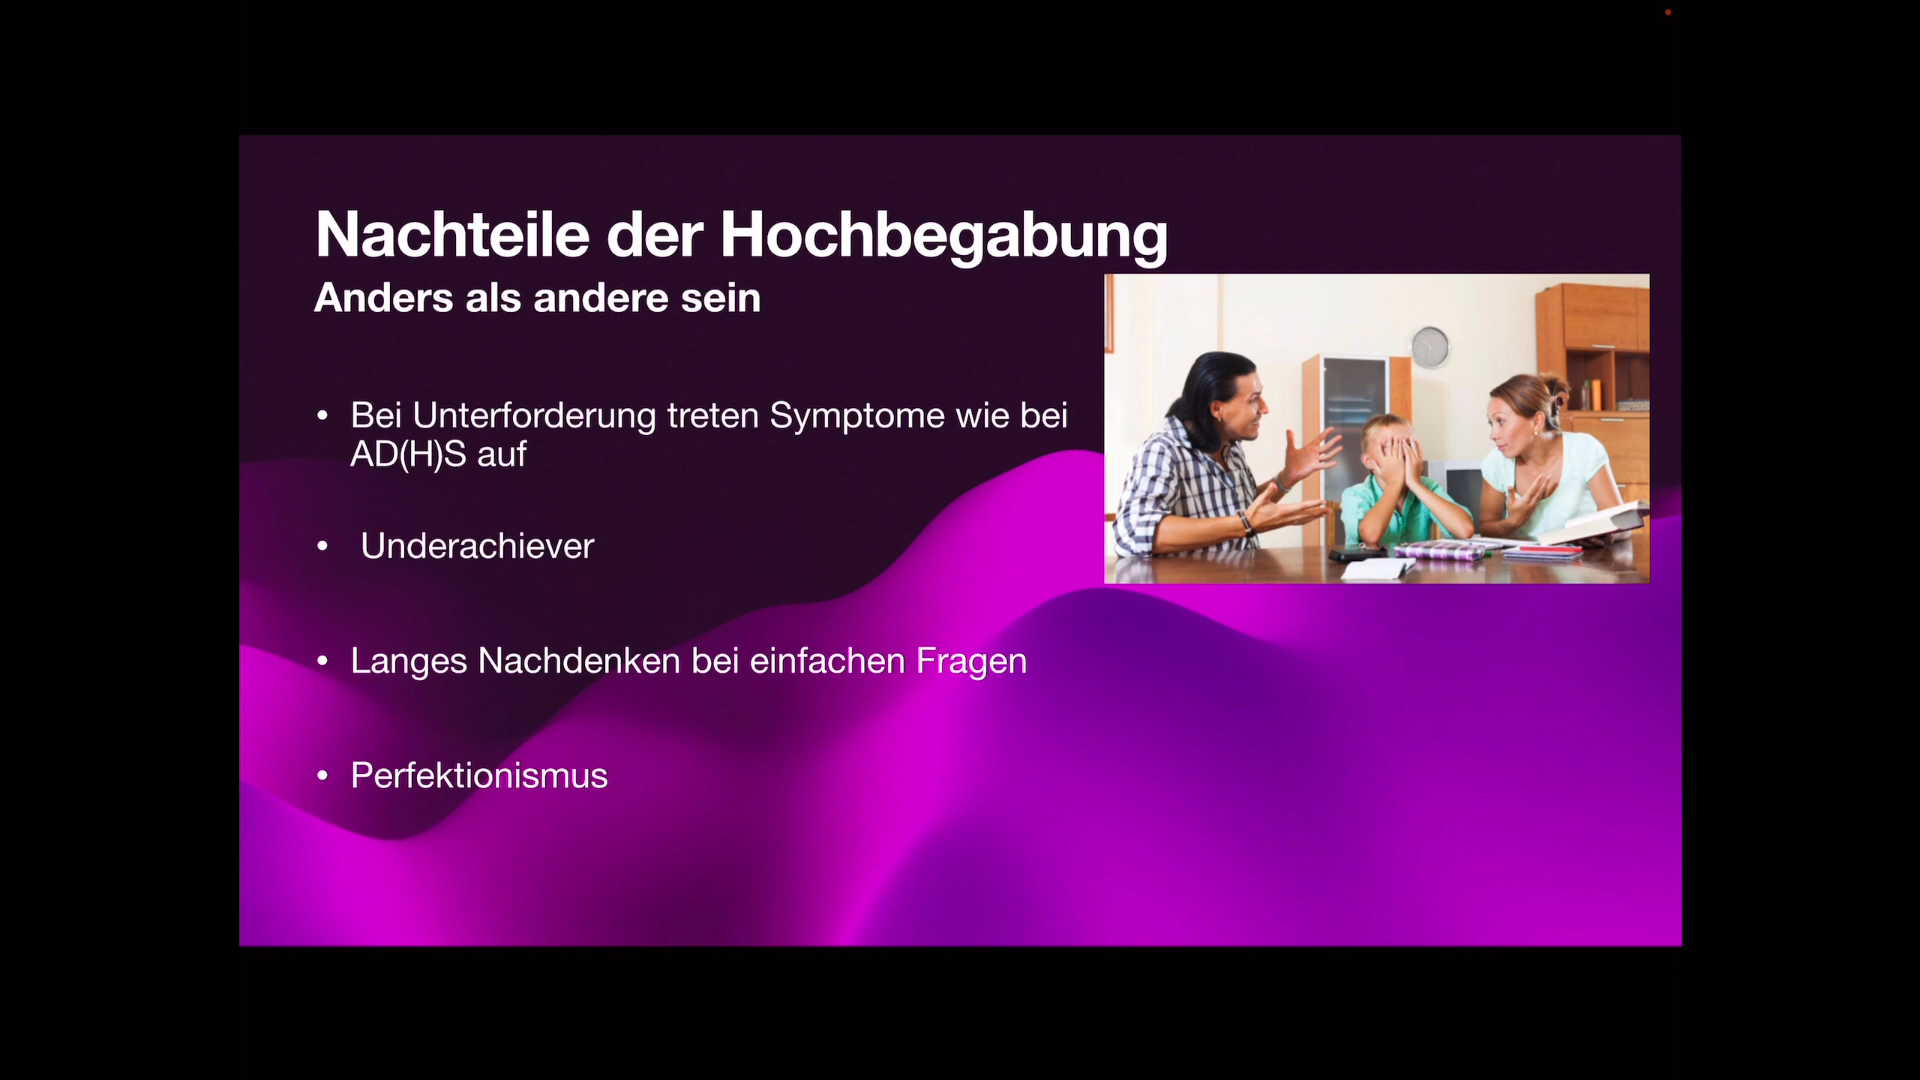 Nachteile der Hochbegabung
Anders als andere sein
• Bei Unterforderung treten Symptome wie bei
AD(H)S auf
• Underachiever
• Langes Nachdenken bei einfachen Fragen
• Perfektionismus